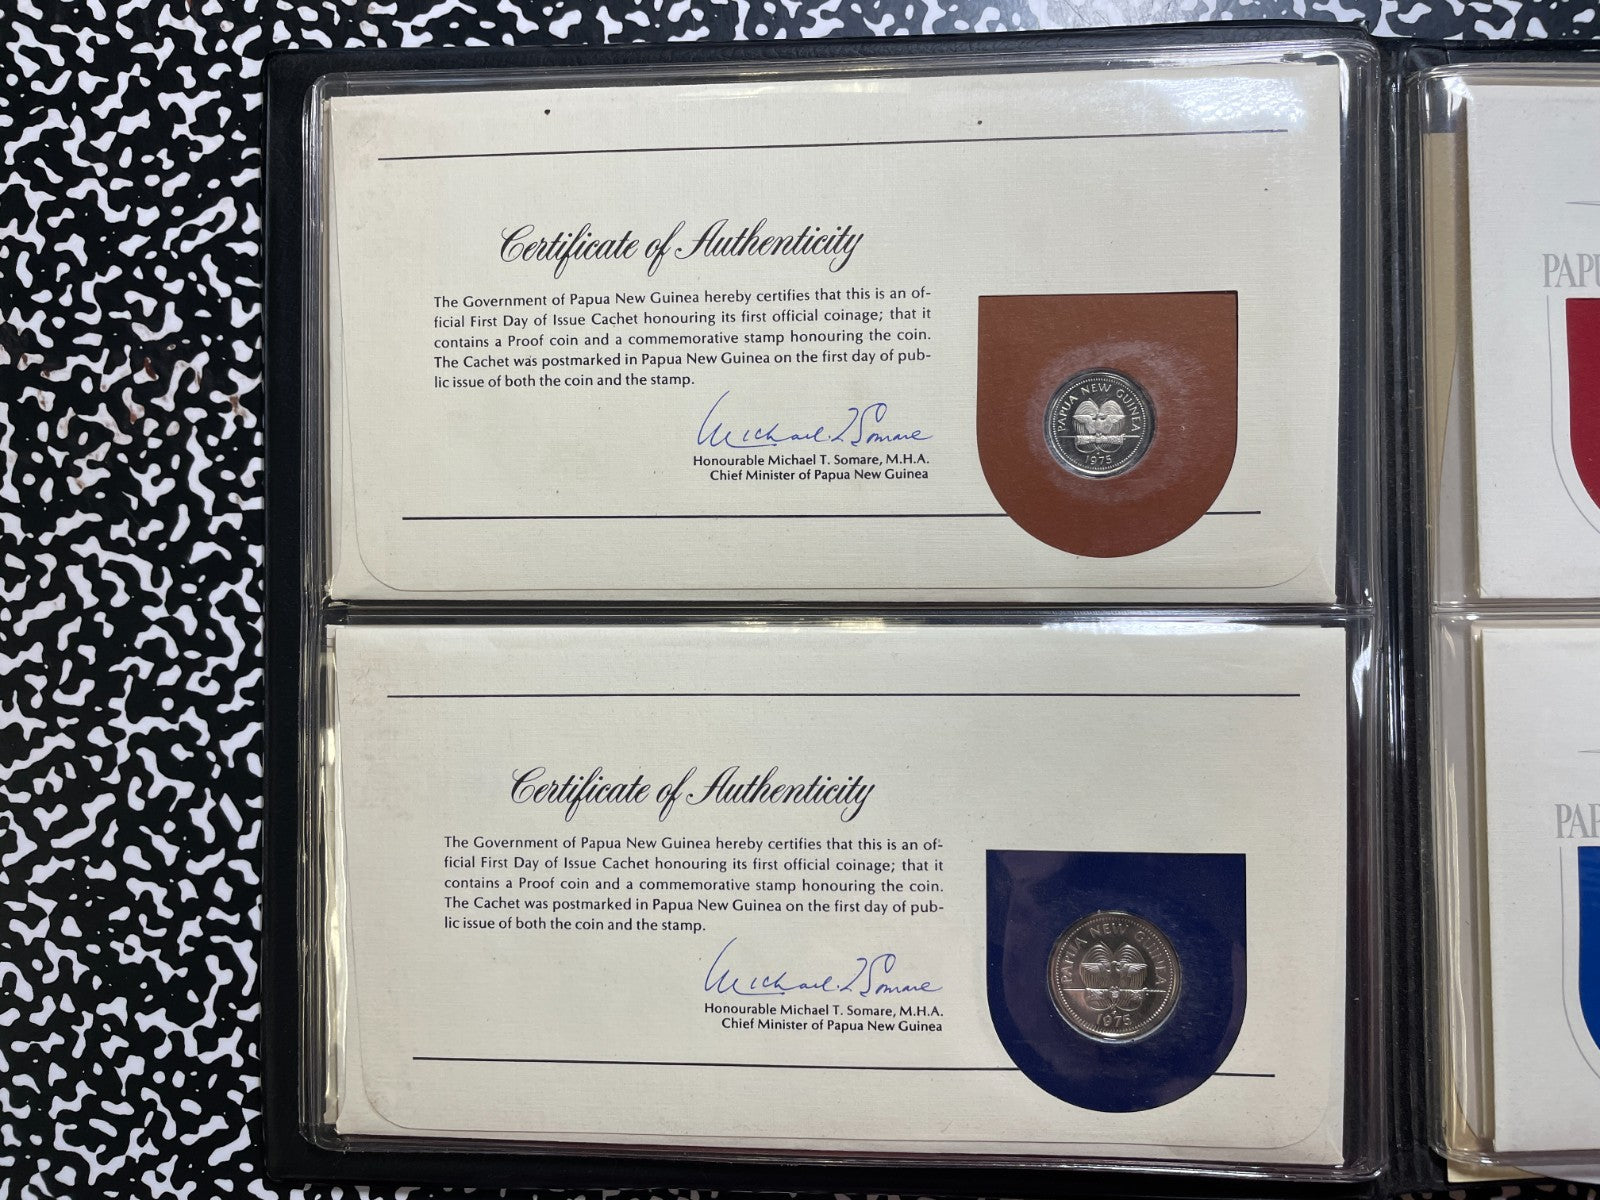 Certificate of Authenticity
The Government of Papua New Guinea hereby certifies that this is an of-
ficial First Day of Issue Cachet honouring its first official coinage; that it
contains a Proof coin and a commemorative stamp honouring the coin.
The Cachet was postmarked in Papua New Guinea on the first day of pub-
lic issue of both the coin and the stamp.
Michael T Somare
Honourable Michael T. Somare, M.H.A.
Chief Minister of Papua New Guinea
PAPUA NEW GUINEA
1975
Certificate of Authenticity
The Government of Papua New Guinea hereby certifies that this is an of-
ficial First Day of Issue Cachet honouring its first official coinage; that it
contains a Proof coin and a commemorative stamp honouring the coin.
The Cachet was postmarked in Papua New Guinea on the first day of pub-
lic issue of both the coin and the stamp.
Michael T Somare
Honourable Michael T. Somare, M.H.A.
Chief Minister of Papua New Guinea
PAPUA NEW GUINEA
1975